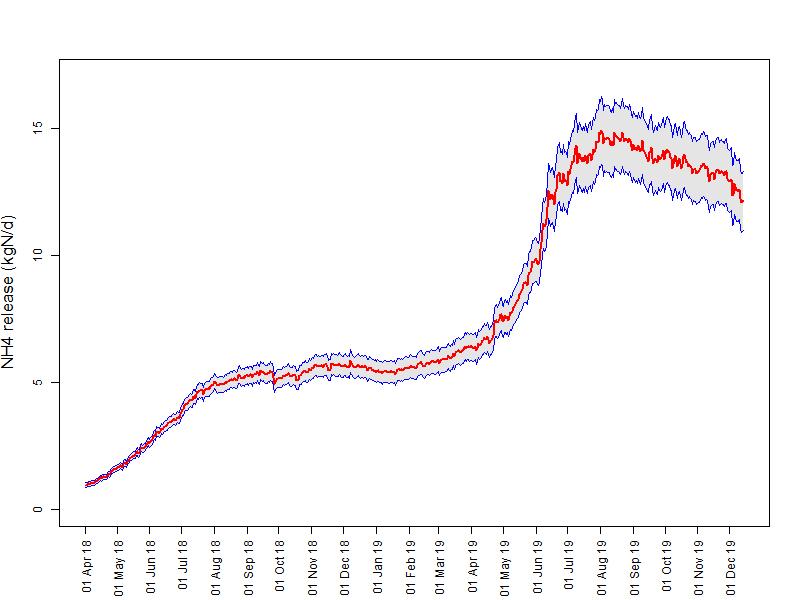 NH4 release (kgN/d)
15
10
5
0
01 Apr 18
01 May 18
01 Jun 18
01 Jul 18
01 Aug 18
01 Sep 18
01 Oct 18
01 Nov 18
01 Dec 18
01 Jan 19
01 Feb 19
01 Mar 19
01 Apr 19
01 May 19
01 Jun 19
01 Jul 19
01 Aug 19
01 Sep 19
01 Oct 19
01 Nov 19
01 Dec 19